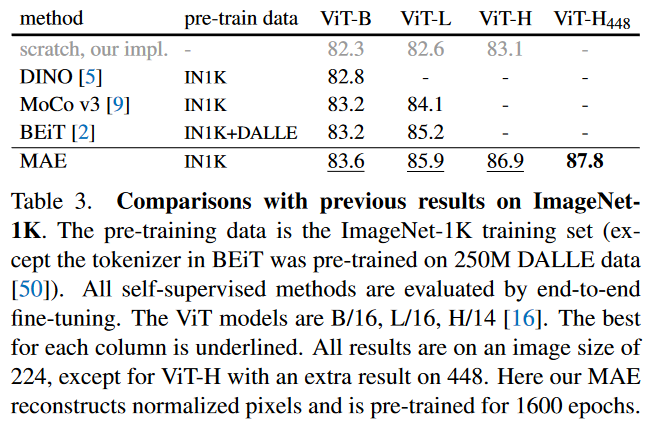 method pre-train data ViT-B ViT-L ViT-H ViT-H448
scratch, our impl. - 82.3 82.6 83.1 -
DINO [5] IN1K 82.8 - - -
MoCo v3 [9] IN1K 83.2 84.1 - -
BEiT [2] IN1K+DALLE 83.2 85.2 - -
MAE IN1K 83.6 85.9 86.9 87.8
Table 3. Comparisons with previous results on ImageNet-
1K. The pre-training data is the ImageNet-1K training set (ex-
cept the tokenizer in BEiT was pre-trained on 250M DALLE data
[50]). All self-supervised methods are evaluated by end-to-end
fine-tuning. The ViT models are B/16, L/16, H/14 [16]. The best
for each column is underlined. All results are on an image size of
224, except for ViT-H with an extra result on 448. Here our MAE
reconstructs normalized pixels and is pre-trained for 1600 epochs.